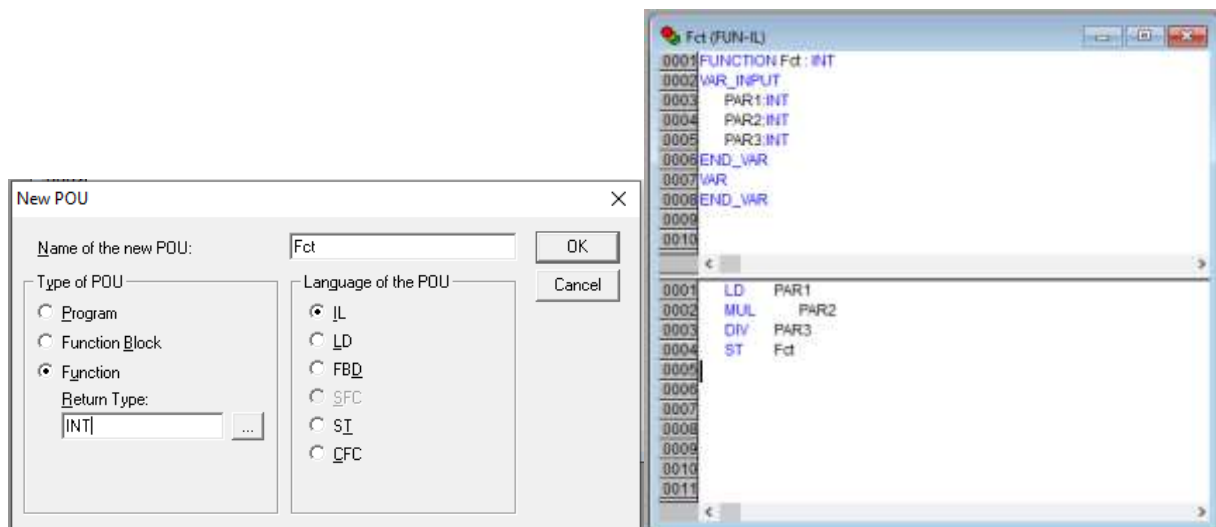 New POU
Name of the new POU:
Fct
OK
Cancel
Type of POU
Program
Function Block
Function
Return Type:
INT
...
Language of the POU
IL
LD
FBD
SFC
ST
CFC
Fct (FUN-IL)
0001 FUNCTION Fct : INT
0002 VAR_INPUT
0003 PAR1:INT
0004 PAR2:INT
0005 PAR3:INT
0006 END_VAR
0007 VAR
0008 END_VAR
0009
0010
0001 LD PAR1
0002 MUL PAR2
0003 DIV PAR3
0004 ST Fct
0005
0006
0007
0008
0009
0010
0011